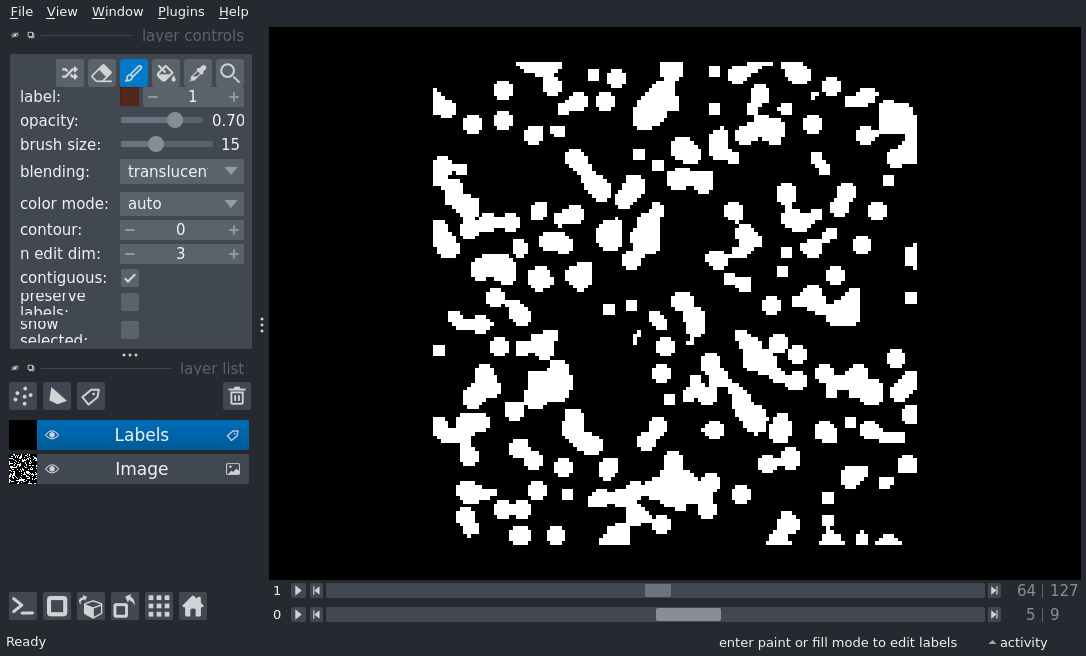 File View Window Plugins Help
layer controls
label: 1
opacity: 0.70
brush size: 15
blending: translucen
color mode: auto
contour: 0
n edit dim: 3
contiguous:
preserve
labels:
show
selected:
layer list
Labels
Image
1 64 | 127
0 5 | 9
Ready enter paint or fill mode to edit labels activity